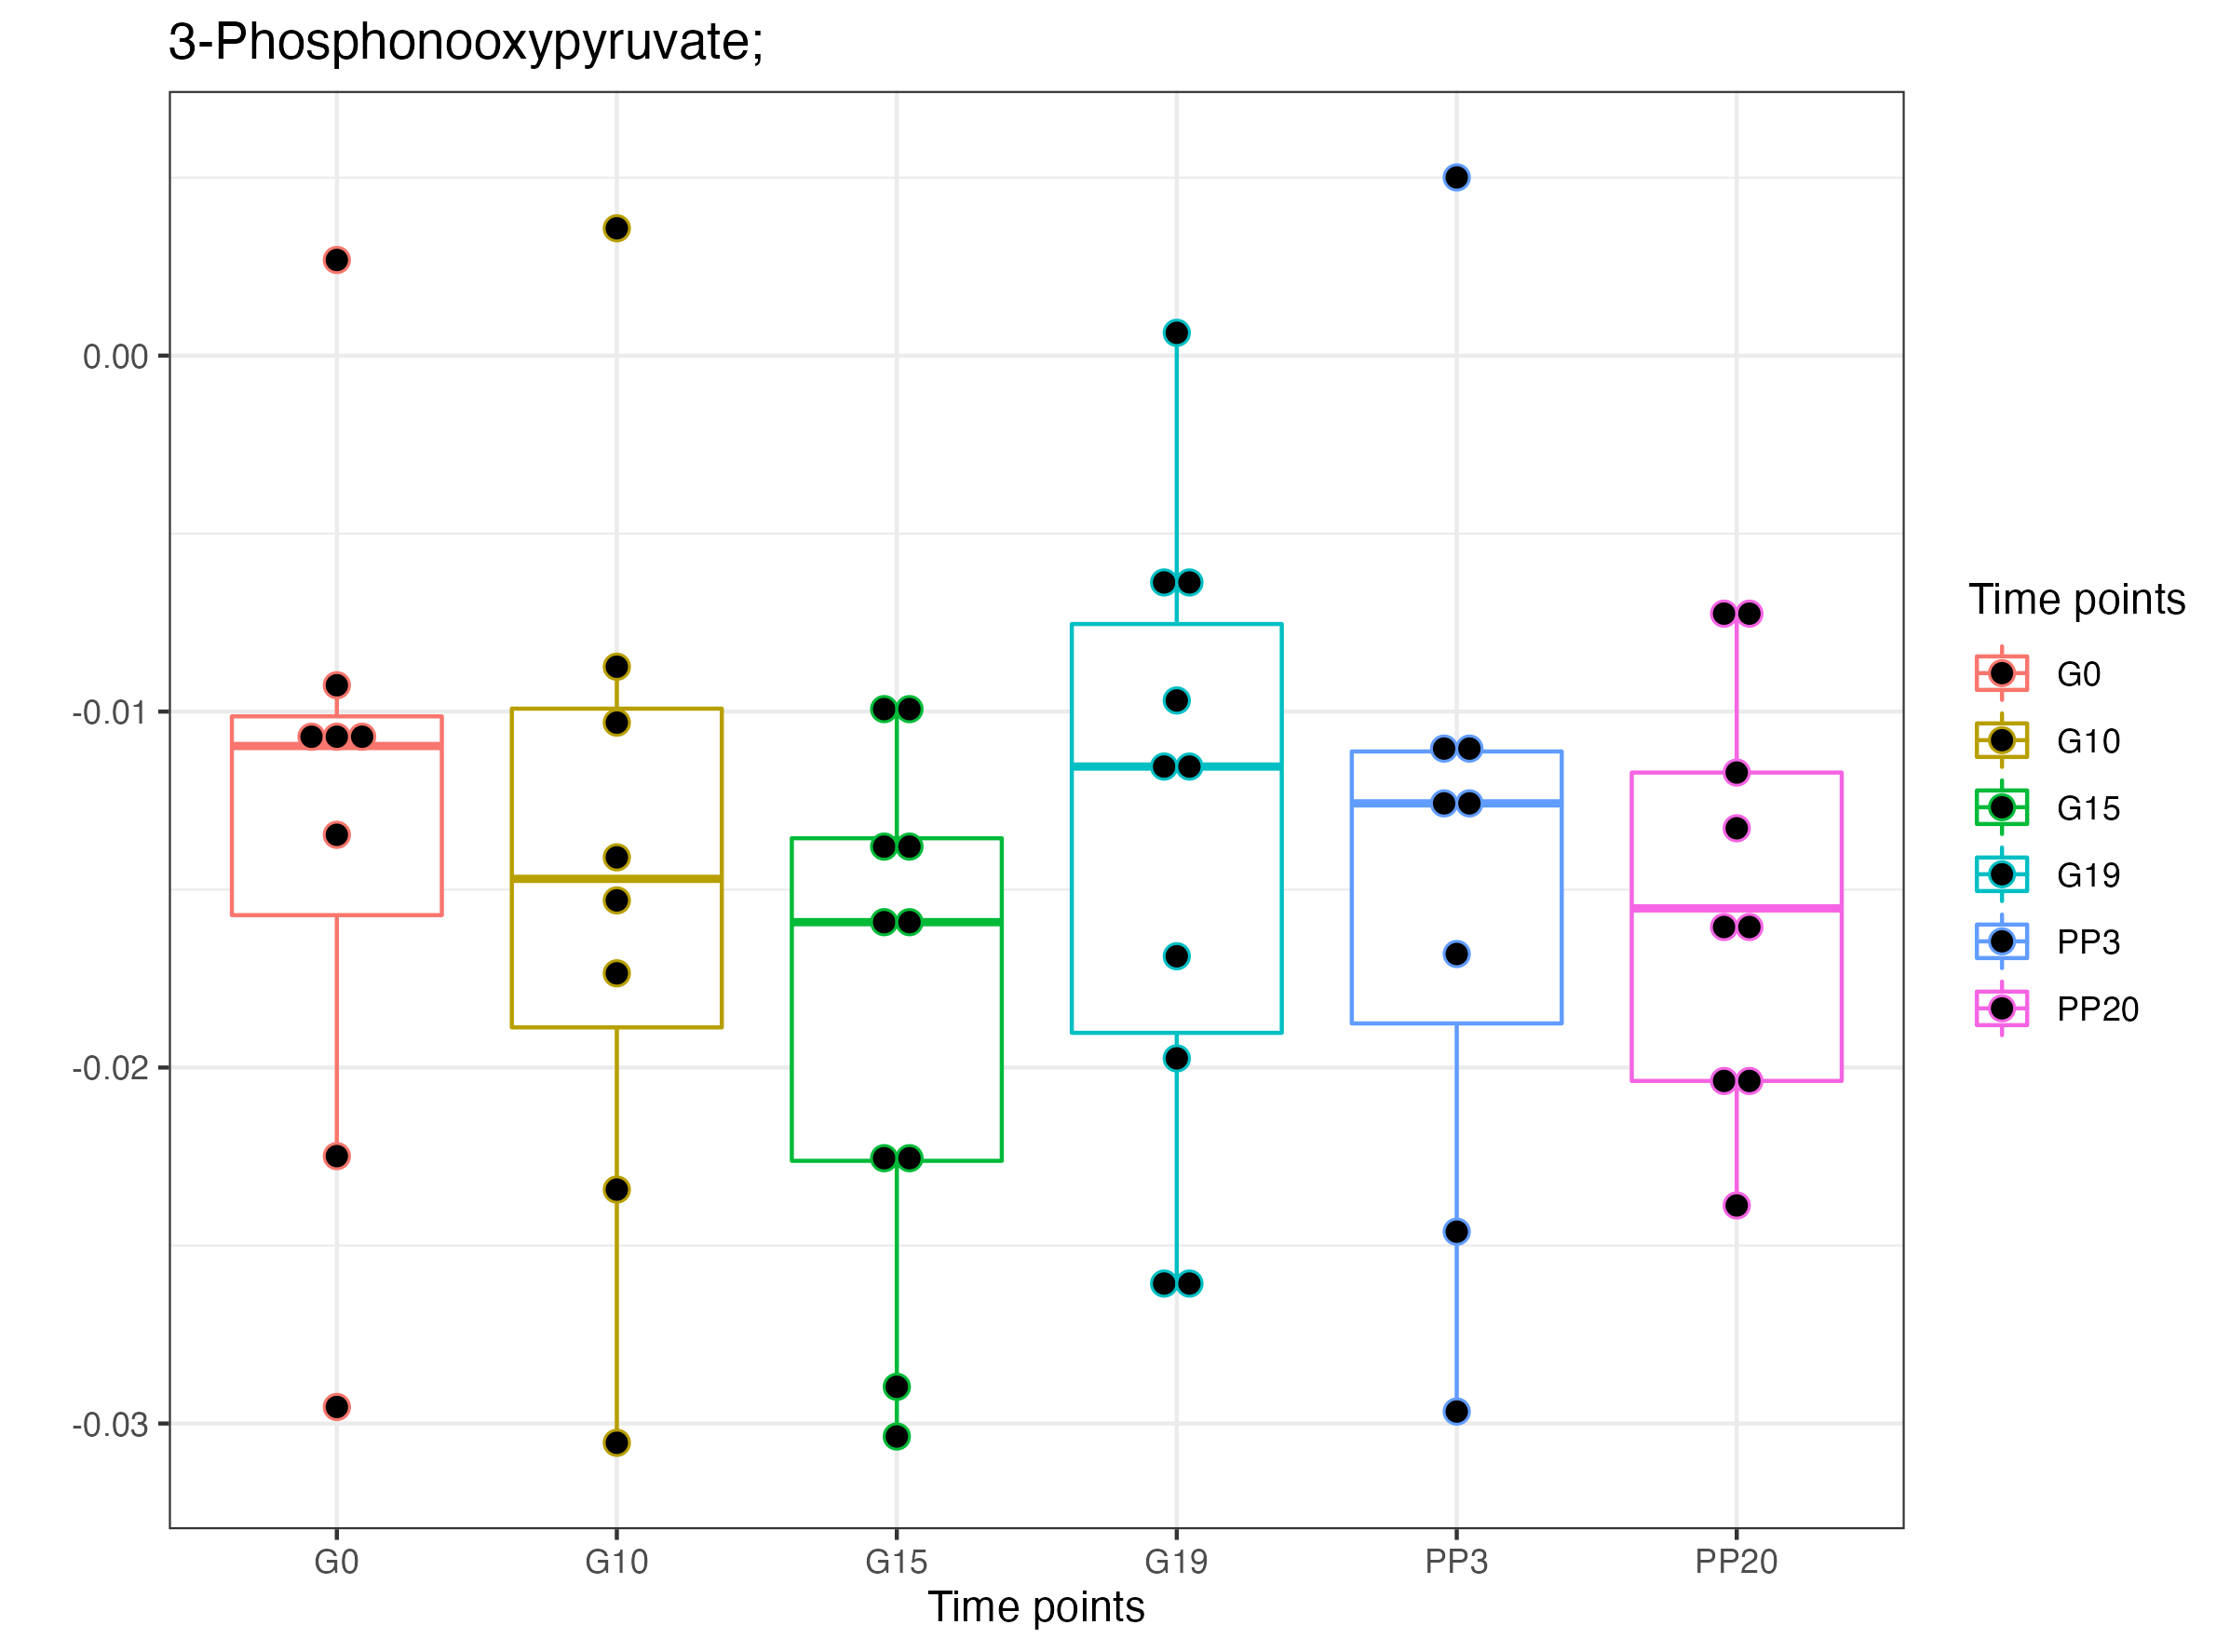 3-Phosphonooxypyruvate;
0.00
-0.01
-0.02
-0.03
G0 G10 G15 G19 PP3 PP20
Time points
Time points
G0
G10
G15
G19
PP3
PP20